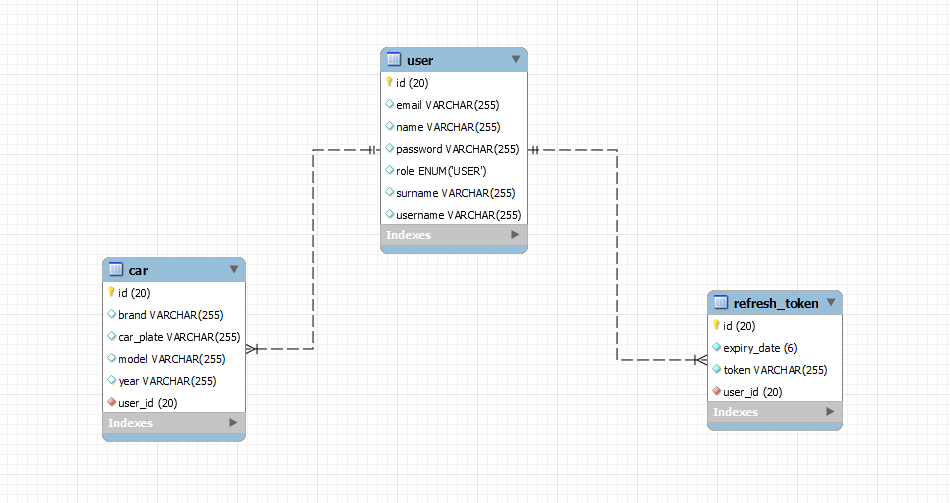 user
id (20)
email VARCHAR(255)
name VARCHAR(255)
password VARCHAR(255)
role ENUM('USER')
surname VARCHAR(255)
username VARCHAR(255)
Indexes
car
id (20)
brand VARCHAR(255)
car_plate VARCHAR(255)
model VARCHAR(255)
year VARCHAR(255)
user_id (20)
Indexes
refresh_token
id (20)
expiry_date (6)
token VARCHAR(255)
user_id (20)
Indexes